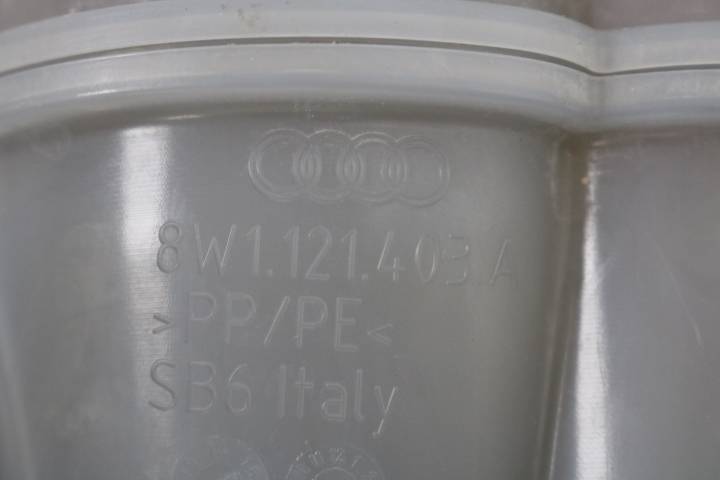 8W1.121.403.A
>PP/PE<
SB6 Italy